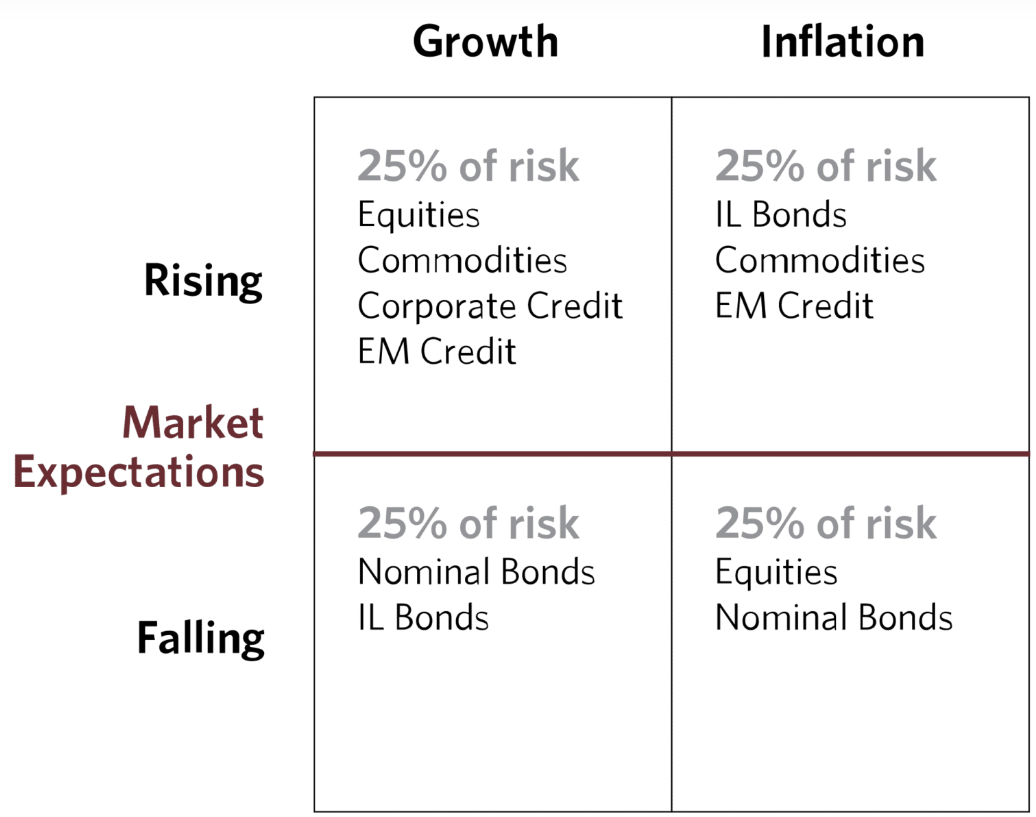 Growth
Inflation
Rising
25% of risk
Equities
Commodities
Corporate Credit
EM Credit
25% of risk
IL Bonds
Commodities
EM Credit
Market
Expectations
Falling
25% of risk
Nominal Bonds
IL Bonds
25% of risk
Equities
Nominal Bonds